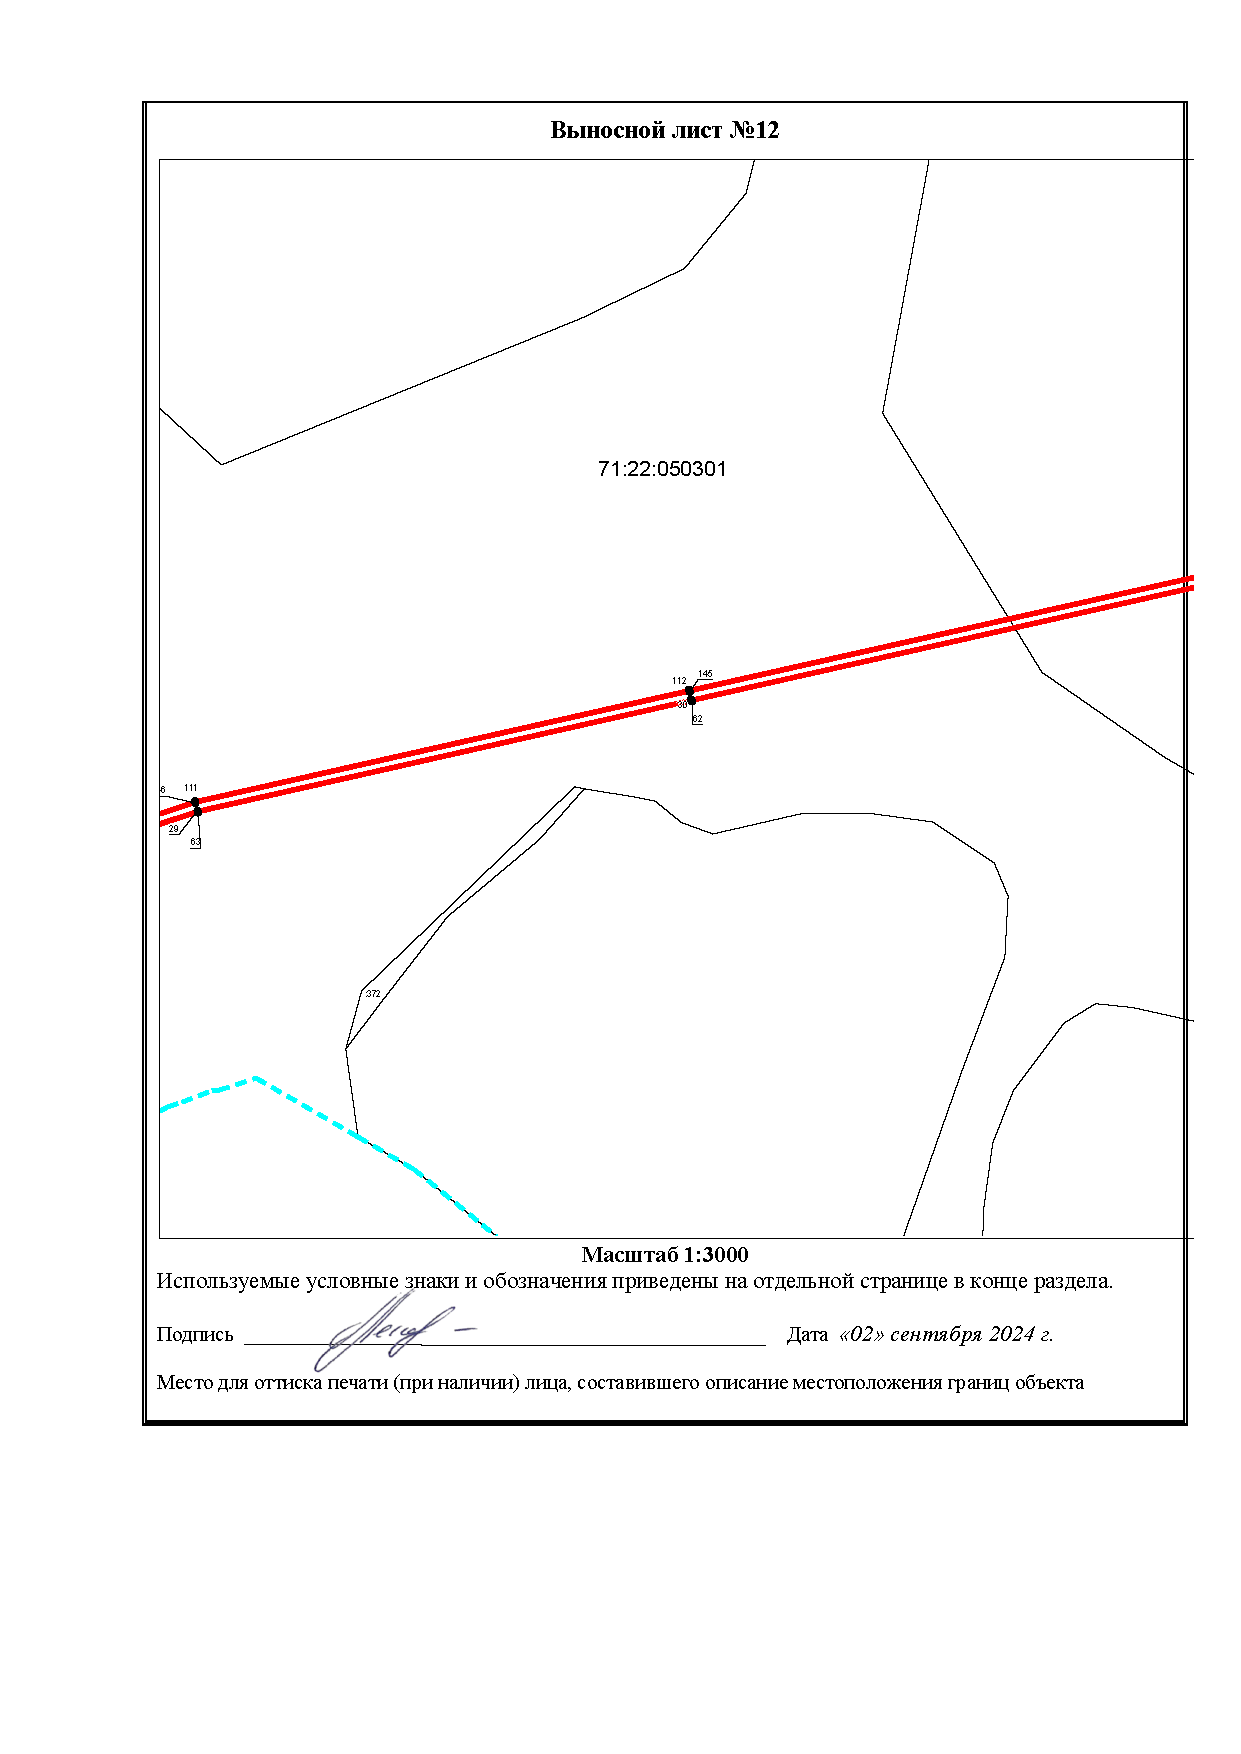 Выносной лист №12
71:22:050301
112
145
30
62
6
111
29
63
:372
Масштаб 1:3000
Используемые условные знаки и обозначения приведены на отдельной странице в конце раздела.
Подпись Дата «02» сентября 2024 г.
Место для оттиска печати (при наличии) лица, составившего описание местоположения границ объекта